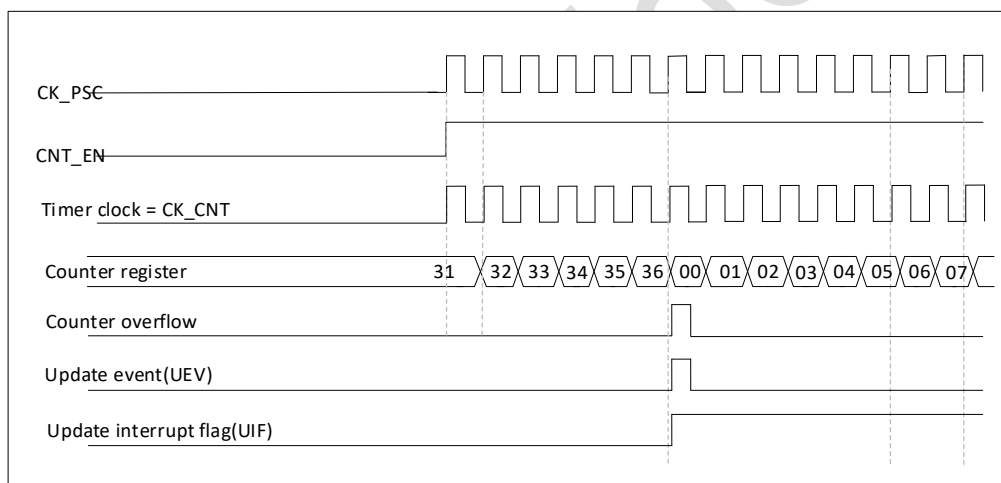 CK_PSC
CNT_EN
Timer clock = CK_CNT
Counter register 31 32 33 34 35 36 00 01 02 03 04 05 06 07
Counter overflow
Update event(UEV)
Update interrupt flag(UIF)